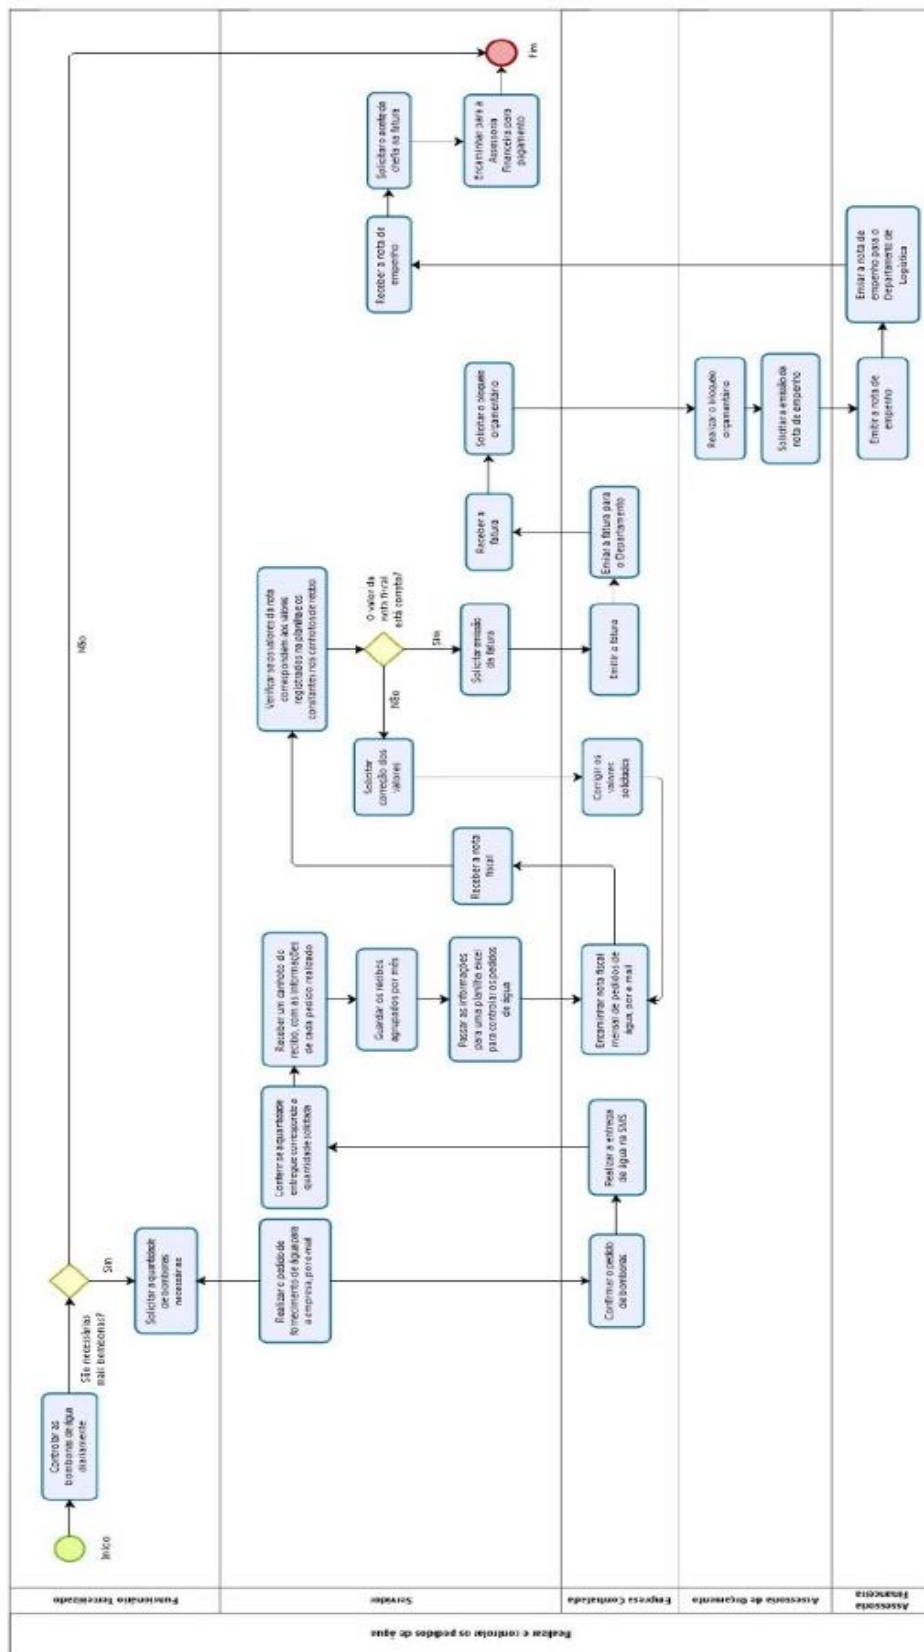 Realizar e controlar os pedidos de água
Funcionário Terceirizado
Início
Controlar as
bombonas de água
diariamente
São necessárias
mais bombonas?
Sim
Não
Solicitar a quantidade
de bombonas
necessárias
Servidor
Realizar o pedido de
fornecimento de água para
a empresa, por e-mail
Conferir se a quantidade
entregue corresponde a
quantidade solicitada
Receber um canhoto do
recibo, com as informações
de cada pedido realizado
Guardar os recibos
agrupados por mês
Passar as informações
para uma planilha excel
para controlar os pedidos
de água
Receber a nota
fiscal
Verificar se os valores da nota
correspondem aos valores
registrados na planilha e os
constantes nos canhotos de recibo
O valor da
nota fiscal
está correto?
Não
Sim
Solicitar
correção dos
valores
Solicitar emissão
da fatura
Receber a
fatura
Solicitar o bloqueio
orçamentário
Receber a nota de
empenho
Solicitar o aceite da
chefia na fatura
Encaminhar para a
Assessoria
Financeira para
pagamento
Fim
Empresa Contratada
Confirmar o pedido
de bombonas
Realizar a entrega
de água na SMS
Encaminhar nota fiscal
mensal de pedidos de
água, por e-mail
Corrigir os
valores
solicitados
Emitir a fatura
Enviar a fatura para
o Departamento
Assessoria de Orçamento
Realizar o bloqueio
orçamentário
Solicitar a emissão da
nota de empenho
Assessoria
Financeira
Emitir a nota de
empenho
Enviar a nota de
empenho para o
Departamento de
Logística